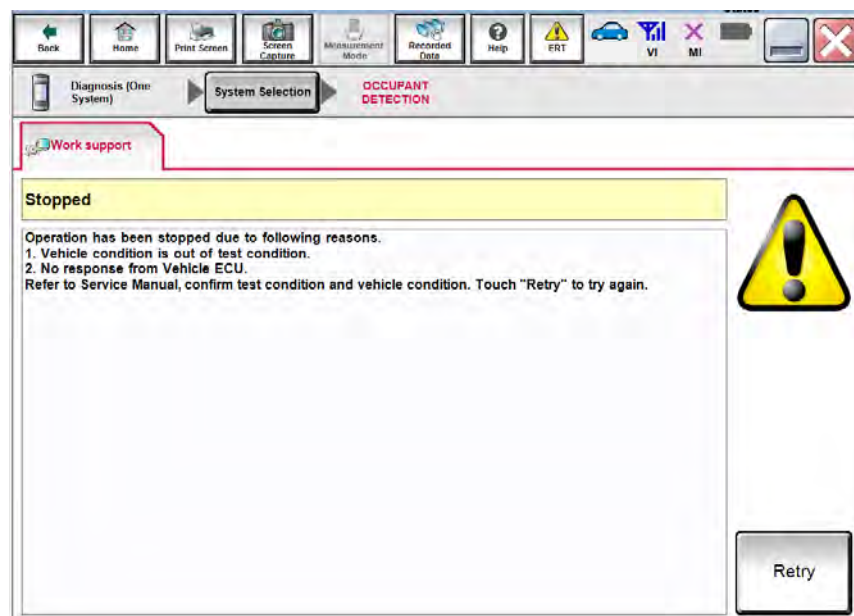 Back
Home
Print Screen
Screen
Capture
Measurement
Mode
Recorded
Data
Help
ERT
VI
MI
Diagnosis (One
System)
System Selection
OCCUPANT
DETECTION
Work support
Stopped
Operation has been stopped due to following reasons.
1. Vehicle condition is out of test condition.
2. No response from Vehicle ECU.
Refer to Service Manual, confirm test condition and vehicle condition. Touch "Retry" to try again.
Retry